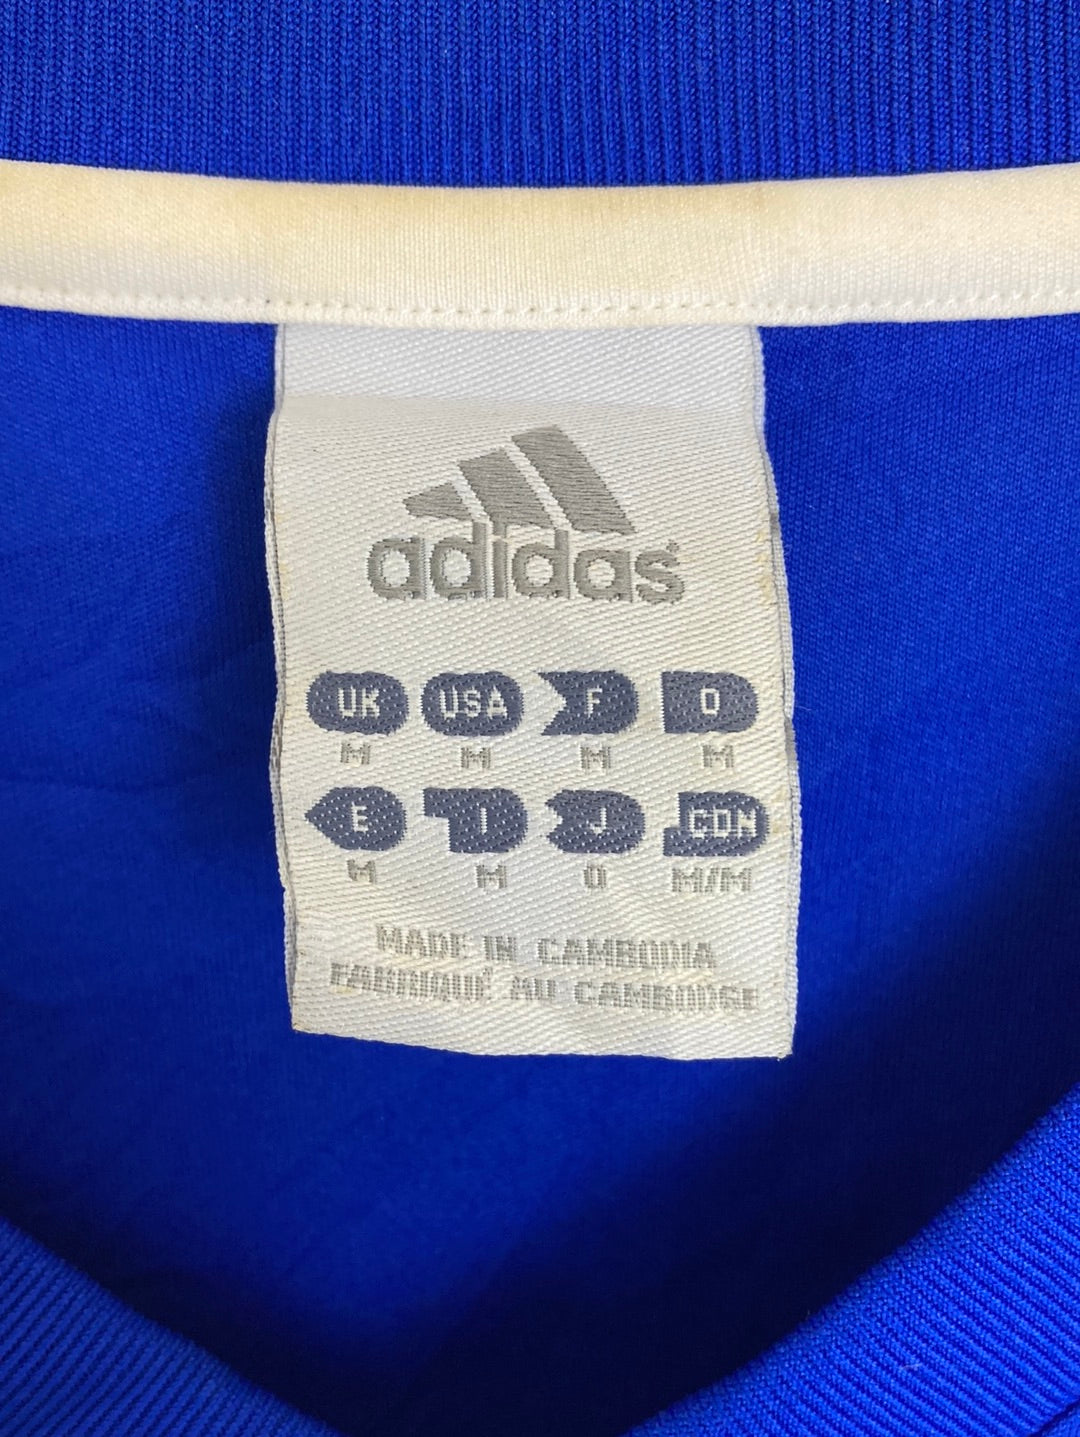 adidas®
UK USA F D
M M M M
E I J CDN
M M O M/M
MADE IN CAMBODIA
FABRIQUÉ AU CAMBODGE